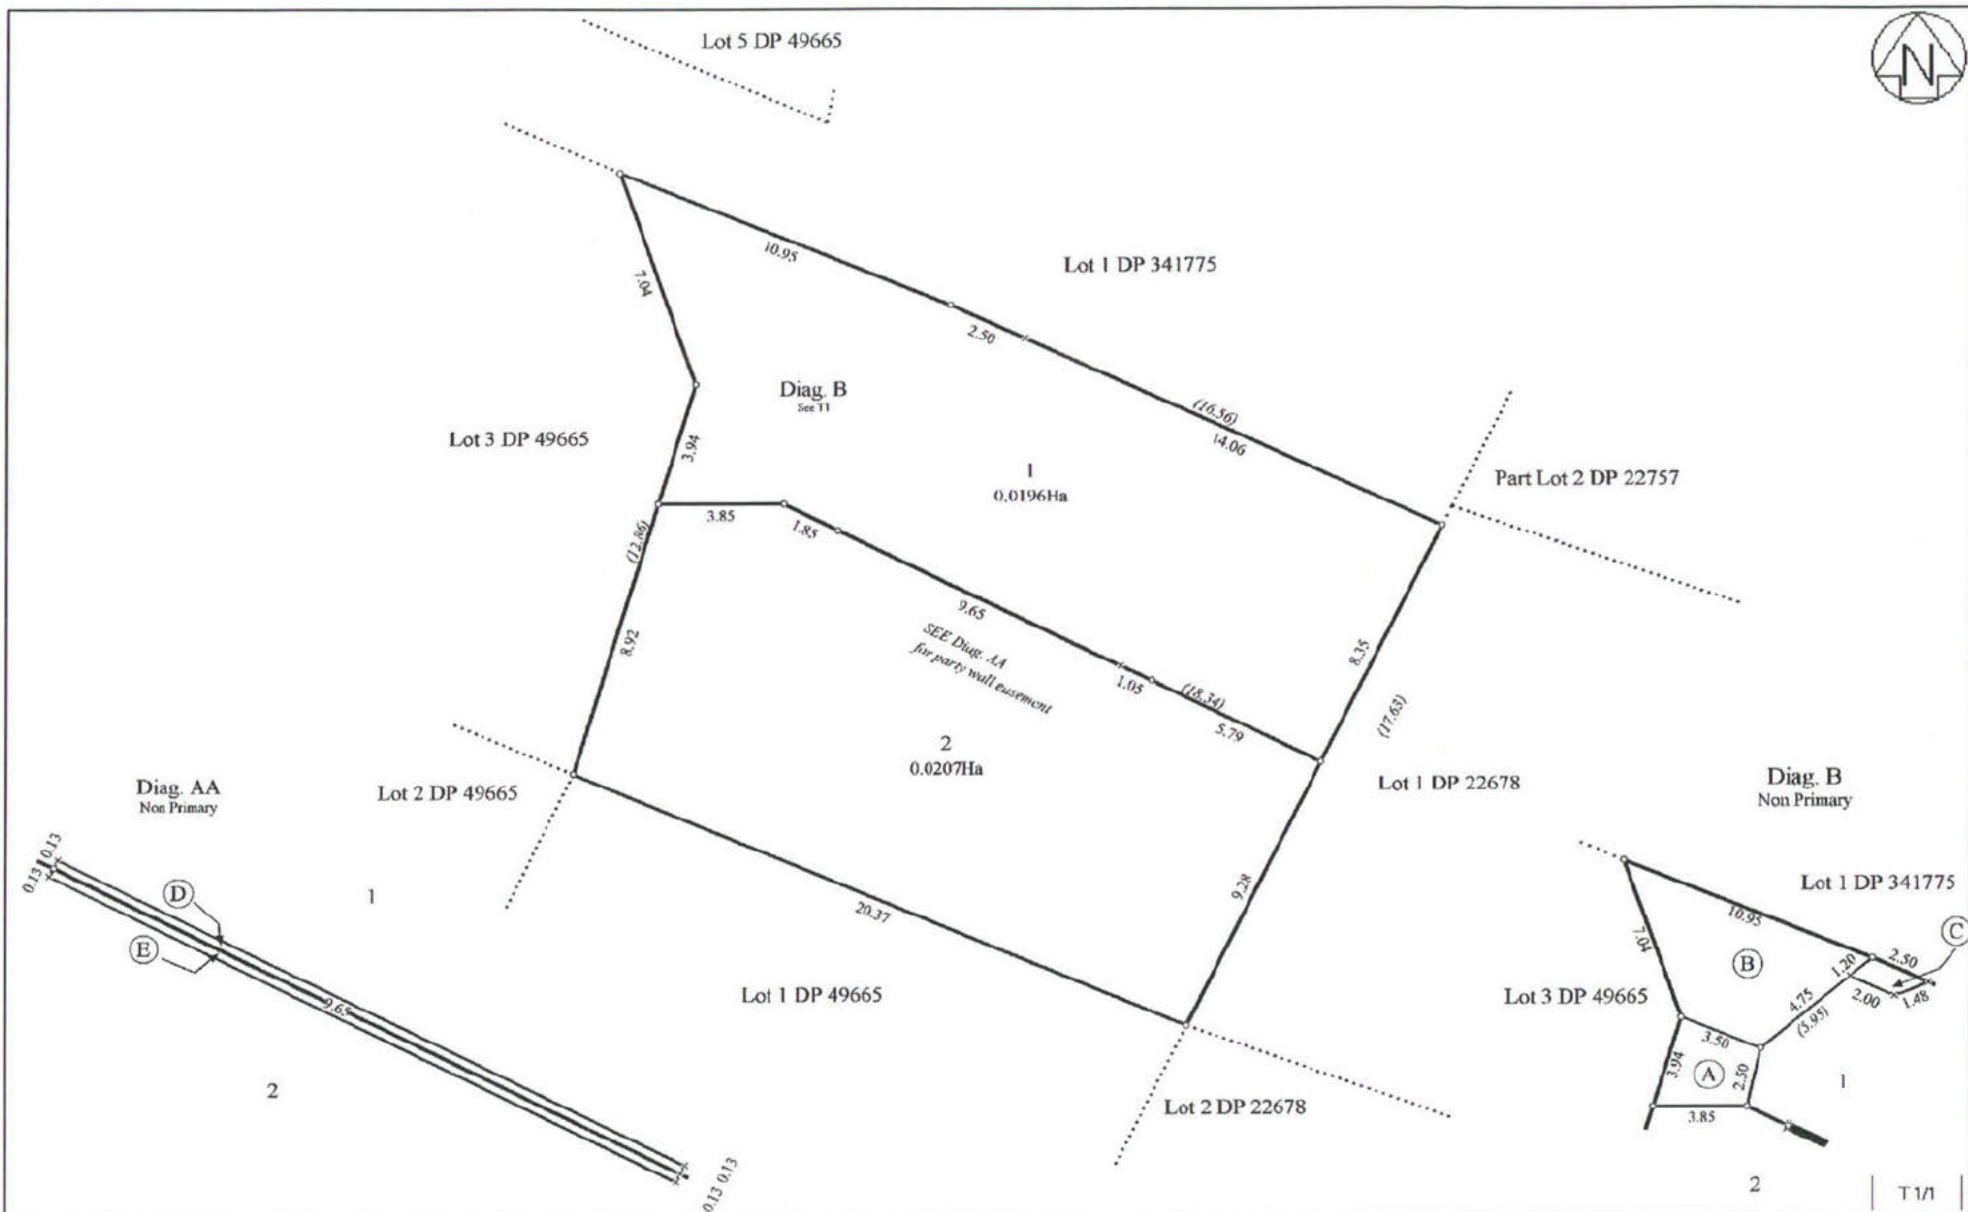 Lot 5 DP 49665
N
10.95
Lot 1 DP 341775
7.04
2.50
Diag. B
See T1
(16.56)
14.06
Lot 3 DP 49665
3.94
1
0.0196Ha
Part Lot 2 DP 22757
3.85
1.85
(12.86)
9.65
SEE Diag. AA
for party wall easement
8.92
1.05
(18.34)
5.79
8.35
(17.63)
2
0.0207Ha
Lot 1 DP 22678
Lot 2 DP 49665
20.37
9.28
Lot 1 DP 49665
Lot 2 DP 22678
Diag. AA
Non Primary
0.13
0.13
D
1
E
9.65
2
0.13
0.13
Diag. B
Non Primary
Lot 1 DP 341775
10.95
7.04
C
B
1.20
2.50
Lot 3 DP 49665
4.75
(5.95)
2.00
1.48
3.50
3.94
A
2.50
1
3.85
2
T 1/1